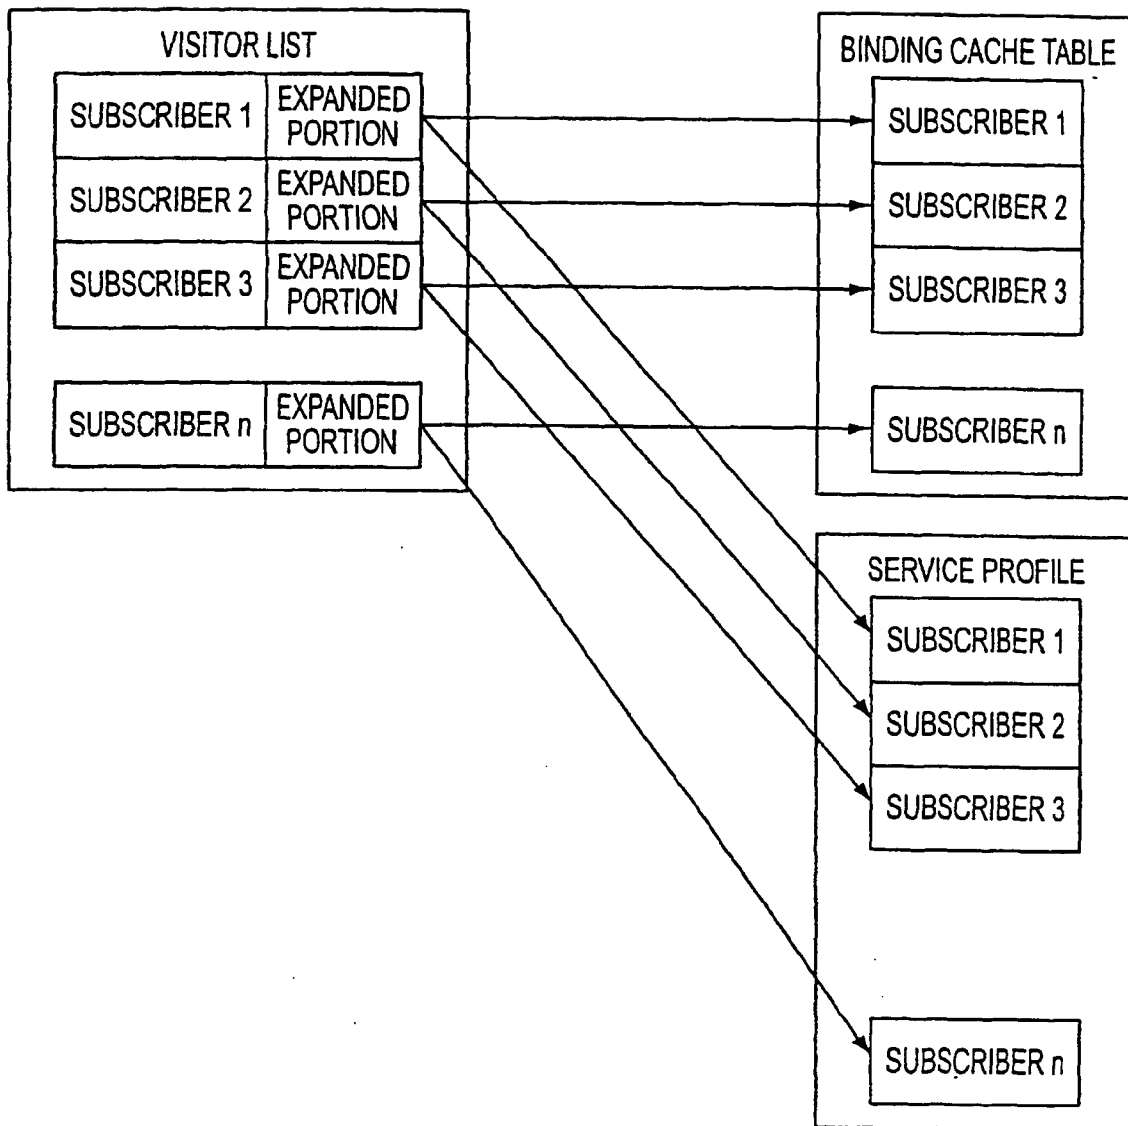 VISITOR LIST
SUBSCRIBER 1
EXPANDED
PORTION
SUBSCRIBER 2
EXPANDED
PORTION
SUBSCRIBER 3
EXPANDED
PORTION
SUBSCRIBER n
EXPANDED
PORTION
BINDING CACHE TABLE
SUBSCRIBER 1
SUBSCRIBER 2
SUBSCRIBER 3
SUBSCRIBER n
SERVICE PROFILE
SUBSCRIBER 1
SUBSCRIBER 2
SUBSCRIBER 3
SUBSCRIBER n